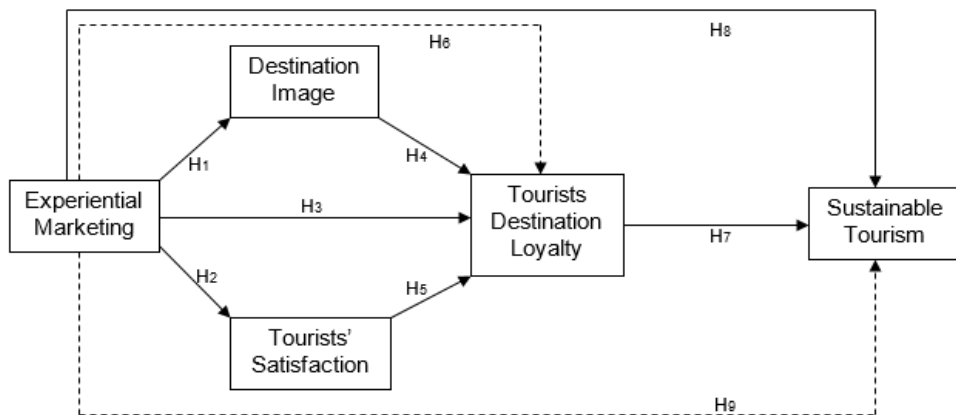 H6
H8
Destination
Image
H1
H4
Experiential
Marketing
H3
Tourists
Destination
Loyalty
H7
Sustainable
Tourism
H2
H5
Tourists’
Satisfaction
H9